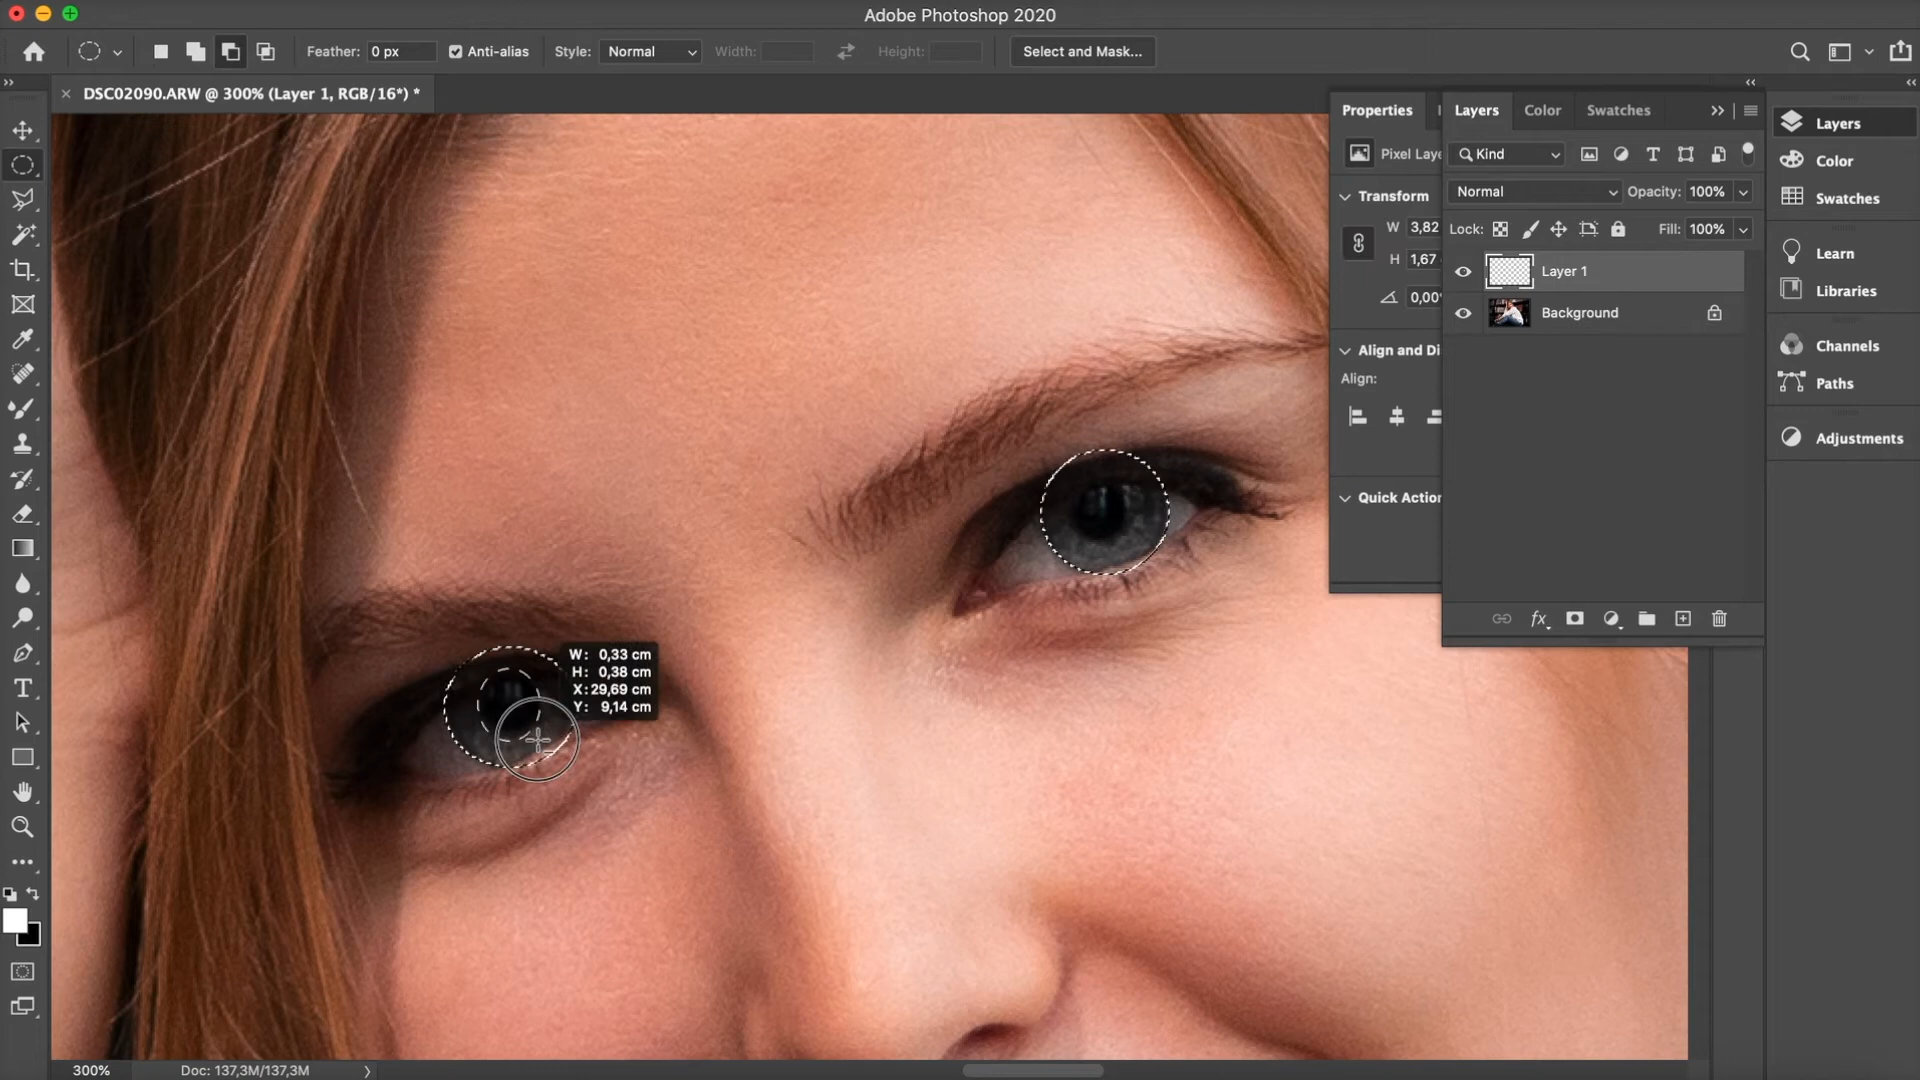 Adobe Photoshop 2020
Feather: 0 px Anti-alias Style: Normal Width: Height: Select and Mask...
DSC02090.ARW @ 300% (Layer 1, RGB/16*) *
Properties
Pixel Laye
Transform
W 3,82
H 1,67
0,00°
Align and Di
Align:
Quick Action
Layers Color Swatches
Kind
Normal Opacity: 100%
Lock: Fill: 100%
Layer 1
Background
fx
Layers
Color
Swatches
Learn
Libraries
Channels
Paths
Adjustments
W: 0,33 cm
H: 0,38 cm
X: 29,69 cm
Y: 9,14 cm
300% Doc: 137,3M/137,3M